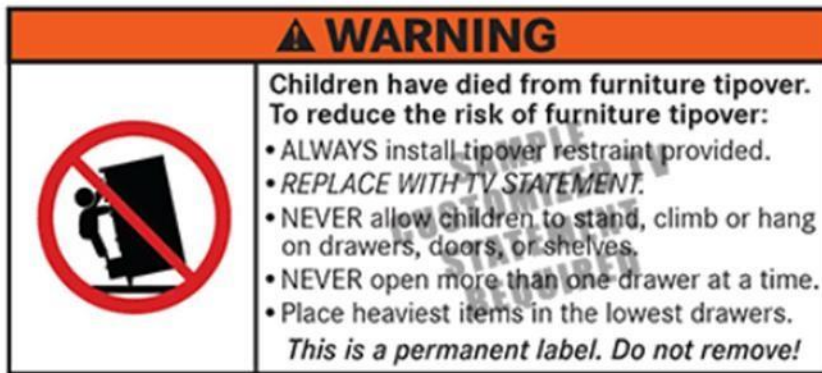 WARNING
Children have died from furniture tipover.
To reduce the risk of furniture tipover:
• ALWAYS install tipover restraint provided.
• REPLACE WITH TV STATEMENT.
• NEVER allow children to stand, climb or hang
on drawers, doors, or shelves.
• NEVER open more than one drawer at a time.
• Place heaviest items in the lowest drawers.
This is a permanent label. Do not remove!
SAMPLE
CUSTOMIZED TV
STATEMENT
REQUIRED